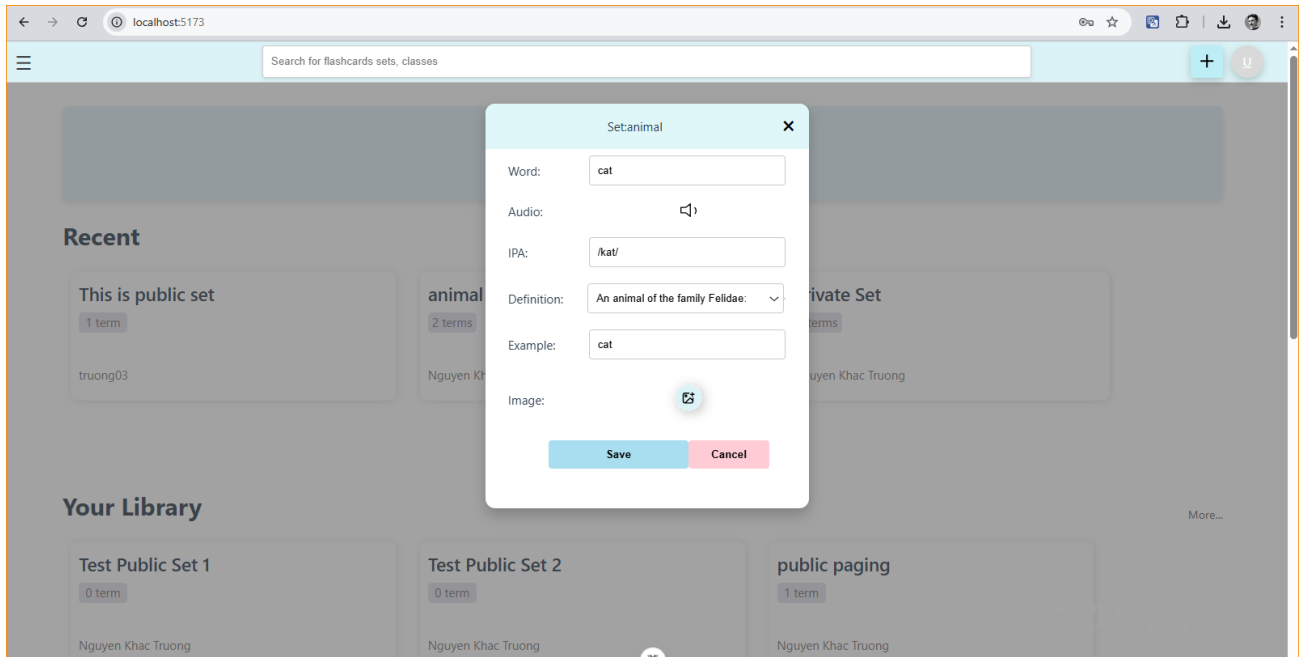 localhost:5173
Search for flashcards sets, classes
U
Set:animal
Word: cat
Audio:
IPA: /kat/
Definition: An animal of the family Felidae:
Example: cat
Image:
Save Cancel
Recent
This is public set
1 term
truong03
animal
2 terms
Nguyen Kh
ivate Set
terms
uyen Khac Truong
Your Library
More...
Test Public Set 1
0 term
Nguyen Khac Truong
Test Public Set 2
0 term
Nguyen Khac Truong
public paging
1 term
Nguyen Khac Truong